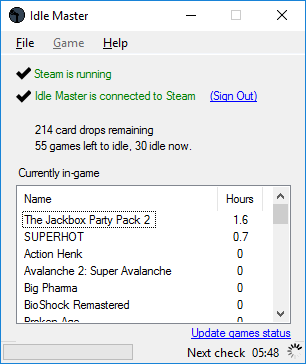 Idle Master
File Game Help
Steam is running
Idle Master is connected to Steam (Sign Out)
214 card drops remaining
55 games left to idle, 30 idle now.
Currently in-game
Name Hours
The Jackbox Party Pack 2 1.6
SUPERHOT 0.7
Action Henk 0
Avalanche 2: Super Avalanche 0
Big Pharma 0
BioShock Remastered 0
Broken Age 0
Update games status
Next check 05:48